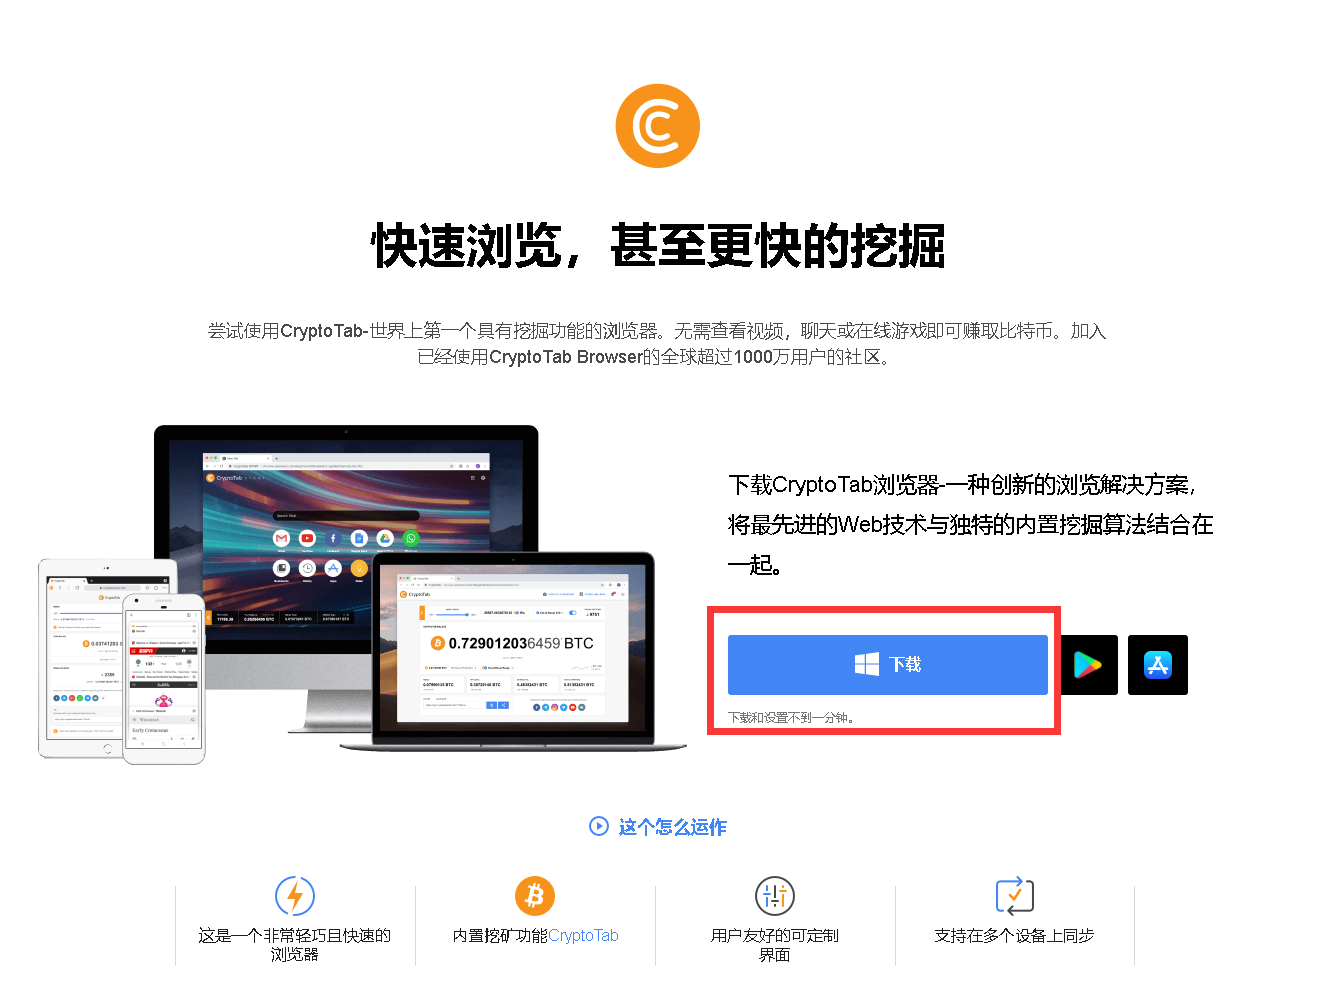 快速浏览，甚至更快的挖掘
尝试使用CryptoTab-世界上第一个具有挖掘功能的浏览器。无需查看视频，聊天或在线游戏即可赚取比特币。加入
已经使用CryptoTab Browser的全球超过1000万用户的社区。
CryptoTab
Search Web
CryptoTab
0.7290120364​59 BTC
下载CryptoTab浏览器-一种创新的浏览解决方案，
将最先进的Web技术与独特的内置挖掘算法结合在
一起。
下载
下载和设置不到一分钟。
这个怎么运作
这是一个非常轻巧且快速的
浏览器
内置挖矿功能CryptoTab
用户友好的可定制
界面
支持在多个设备上同步